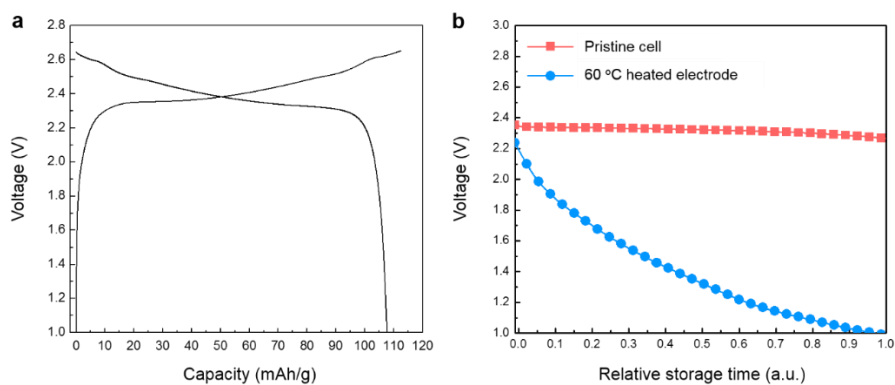 a
3.0
2.8
2.6
2.4
2.2
2.0
1.8
1.6
1.4
1.2
1.0
Voltage (V)
0 10 20 30 40 50 60 70 80 90 100 110 120
Capacity (mAh/g)
b
3.0
2.8
2.6
2.4
2.2
2.0
1.8
1.6
1.4
1.2
1.0
Voltage (V)
Pristine cell
60 °C heated electrode
0.0 0.1 0.2 0.3 0.4 0.5 0.6 0.7 0.8 0.9 1.0
Relative storage time (a.u.)